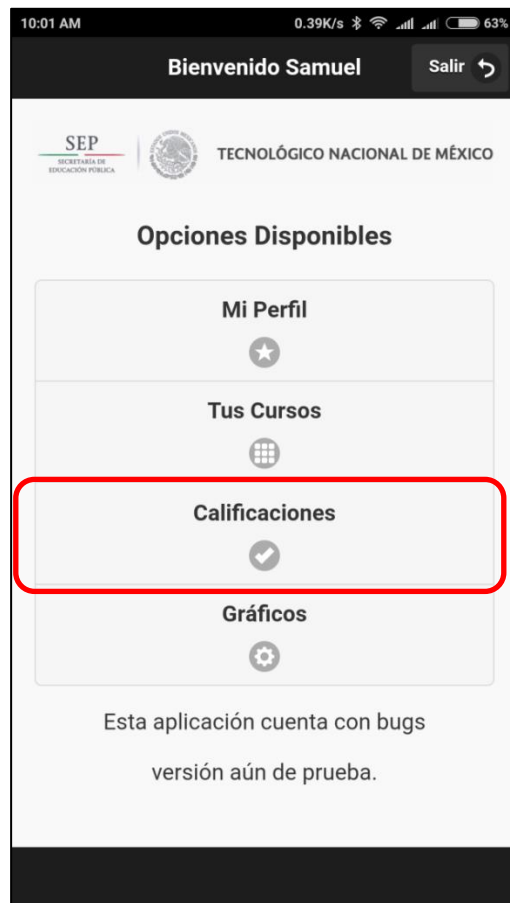 10:01 AM 0.39K/s 63%
Bienvenido Samuel Salir
SEP
SECRETARÍA DE
EDUCACIÓN PÚBLICA
TECNOLÓGICO NACIONAL DE MÉXICO
Opciones Disponibles
Mi Perfil
Tus Cursos
Calificaciones
Gráficos
Esta aplicación cuenta con bugs
versión aún de prueba.